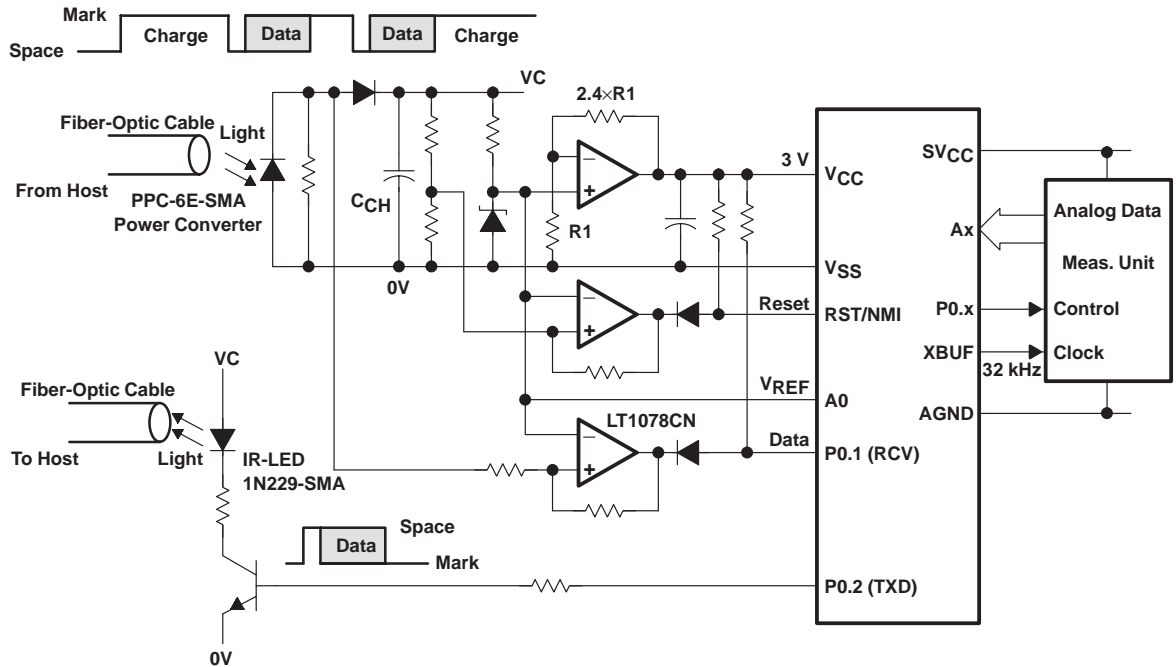 Mark
Space
Charge
Data
Data
Charge
VC
2.4×R1
Fiber-Optic Cable
Light
From Host
PPC-6E-SMA
Power Converter
CCH
R1
0V
3 V
VCC
VSS
SVCC
Ax
Analog Data
Meas. Unit
Reset
RST/NMI
P0.x
Control
XBUF
32 kHz
Clock
VREF
A0
AGND
LT1078CN
Data
P0.1 (RCV)
VC
Fiber-Optic Cable
To Host
Light
IR-LED
1N229-SMA
Data
Space
Mark
P0.2 (TXD)
0V